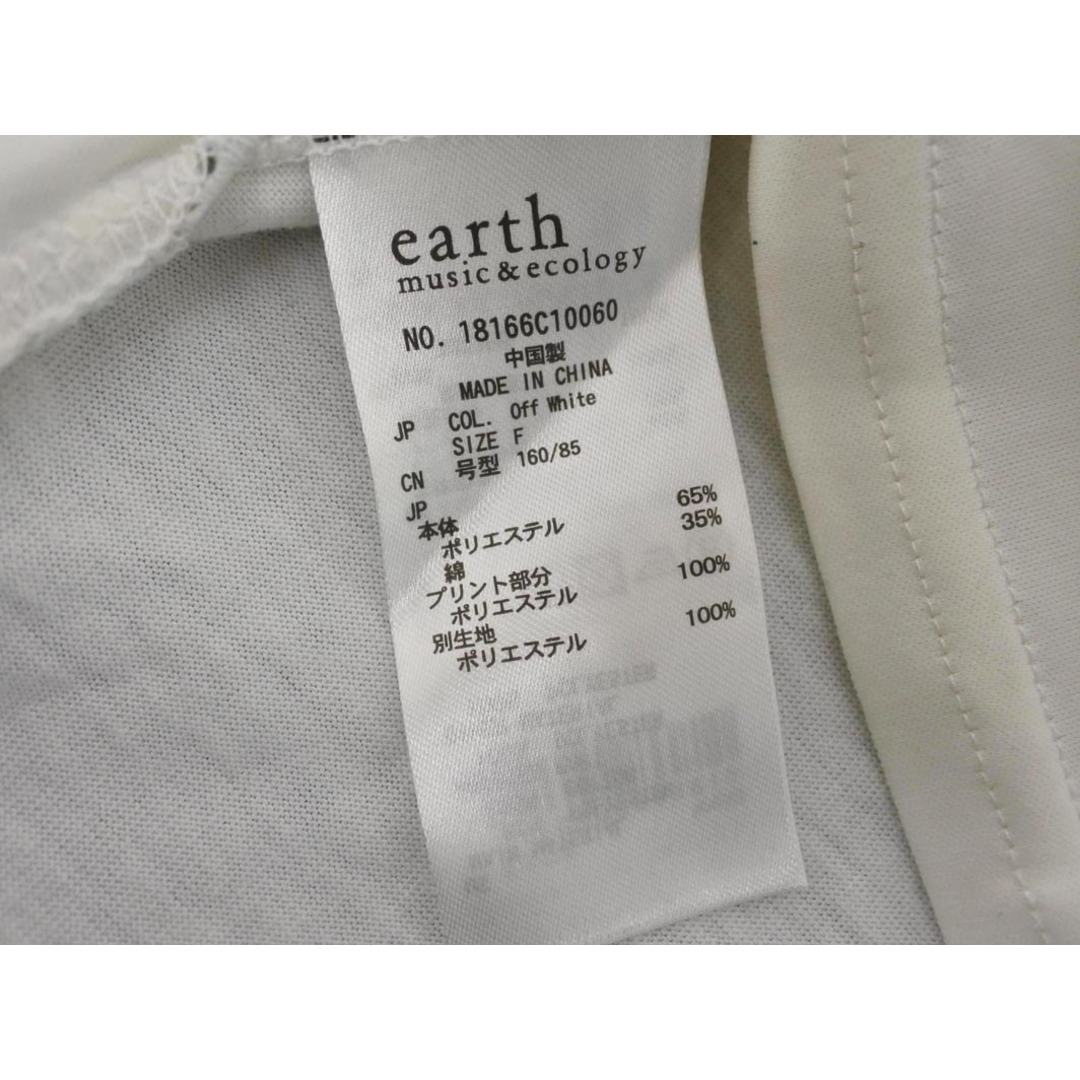 earth
music&ecology
NO. 18166C10060
中国製
MADE IN CHINA
JP COL. Off White
SIZE F
CN 号型 160/85
JP
本体
ポリエステル 65%
綿 35%
プリント部分
ポリエステル 100%
別生地
ポリエステル 100%